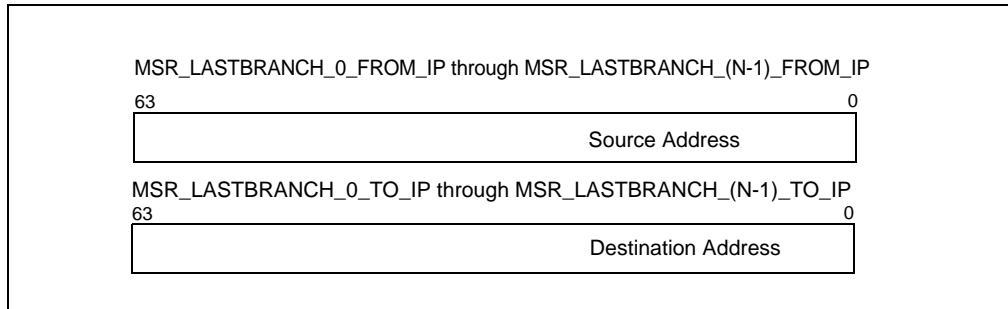 MSR_LASTBRANCH_0_FROM_IP through MSR_LASTBRANCH_(N-1)_FROM_IP
63 0
Source Address
MSR_LASTBRANCH_0_TO_IP through MSR_LASTBRANCH_(N-1)_TO_IP
63 0
Destination Address